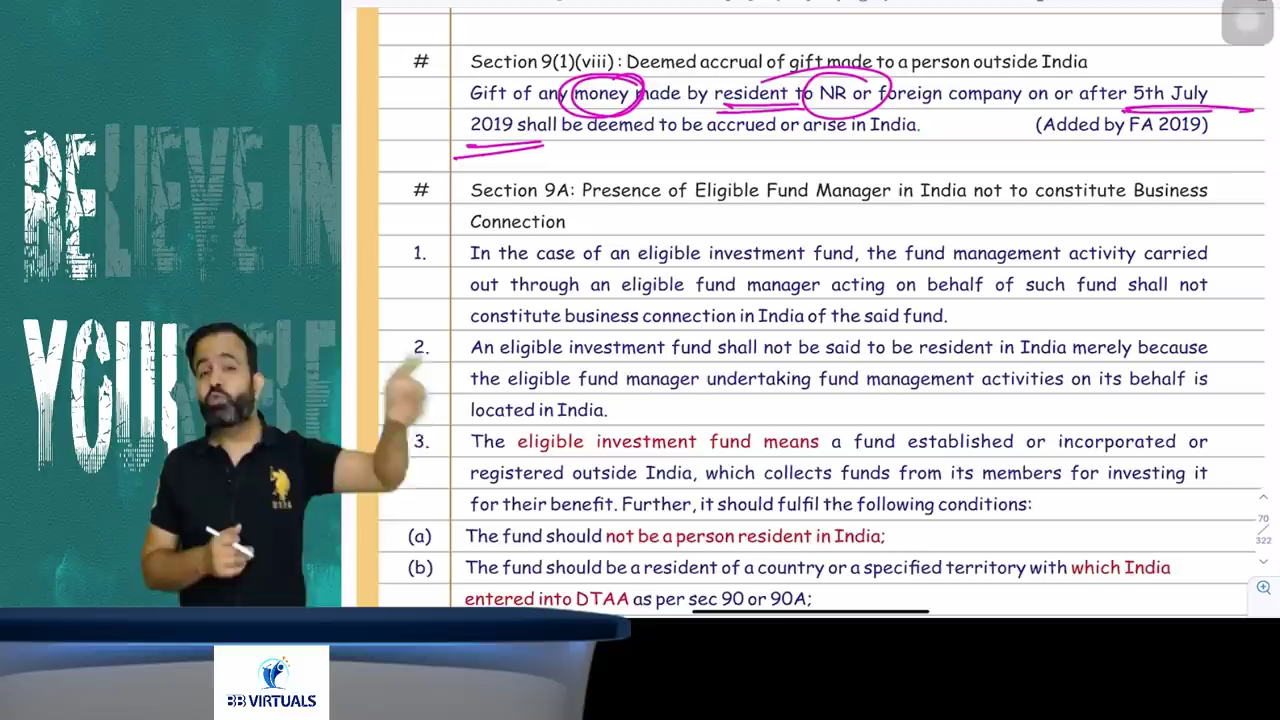 BELIEVE IN
YOU
# Section 9(1)(viii) : Deemed accrual of gift made to a person outside India
Gift of any money made by resident to NR or foreign company on or after 5th July
2019 shall be deemed to be accrued or arise in India. (Added by FA 2019)
# Section 9A: Presence of Eligible Fund Manager in India not to constitute Business
Connection
1. In the case of an eligible investment fund, the fund management activity carried
out through an eligible fund manager acting on behalf of such fund shall not
constitute business connection in India of the said fund.
2. An eligible investment fund shall not be said to be resident in India merely because
the eligible fund manager undertaking fund management activities on its behalf is
located in India.
3. The eligible investment fund means a fund established or incorporated or
registered outside India, which collects funds from its members for investing it
for their benefit. Further, it should fulfil the following conditions:
(a) The fund should not be a person resident in India;
(b) The fund should be a resident of a country or a specified territory with which India
entered into DTAA as per sec 90 or 90A;
70
322
BB VIRTUALS